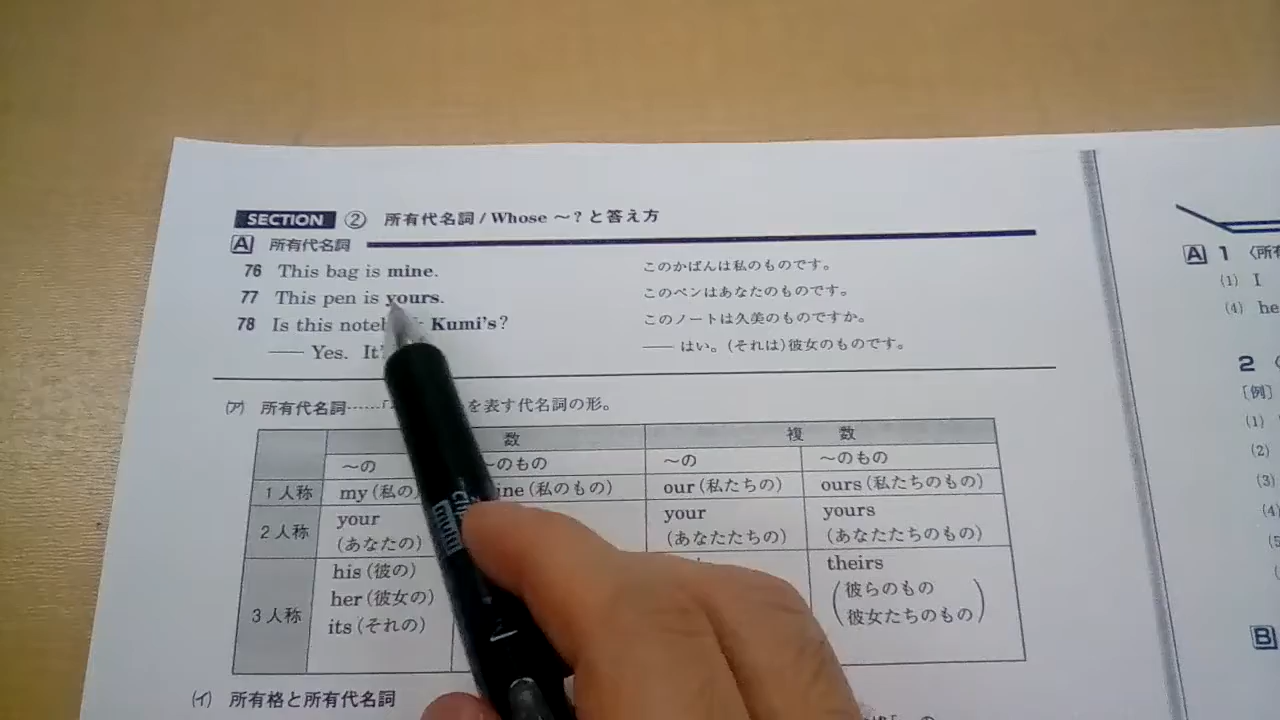 SECTION ② 所有代名詞 / Whose ～? と答え方
A 所有代名詞
76 This bag is mine. このかばんは私のものです。
77 This pen is yours. このペンはあなたのものです。
78 Is this Kumi's? このノートは久美のものですか。
—— Yes. —— はい。(それは)彼女のものです。
(ア) 所有代名詞……「 を表す代名詞の形。
数 複 数
～の ～のもの ～の ～のもの
1人称 my (私の) (私のもの) our (私たちの) ours (私たちのもの)
2人称 your (あなたの) your (あなたたちの) yours (あなたたちのもの)
3人称 his (彼の) her (彼女の) its (それの) theirs (彼らのもの 彼女たちのもの)
(イ) 所有格と所有代名詞
A 1
(1) I
(4) he
2
[例]
(1)
(2)
(3)
(4)
B